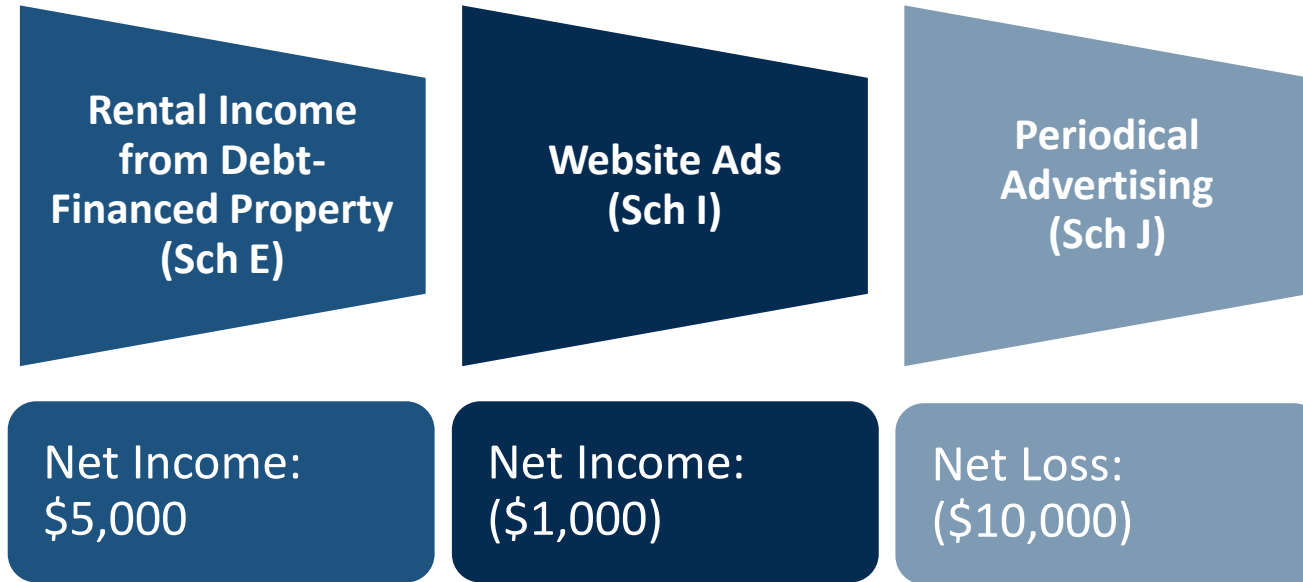 Rental Income
from Debt-
Financed Property
(Sch E)
Website Ads
(Sch I)
Periodical
Advertising
(Sch J)
Net Income:
$5,000
Net Income:
($1,000)
Net Loss:
($10,000)